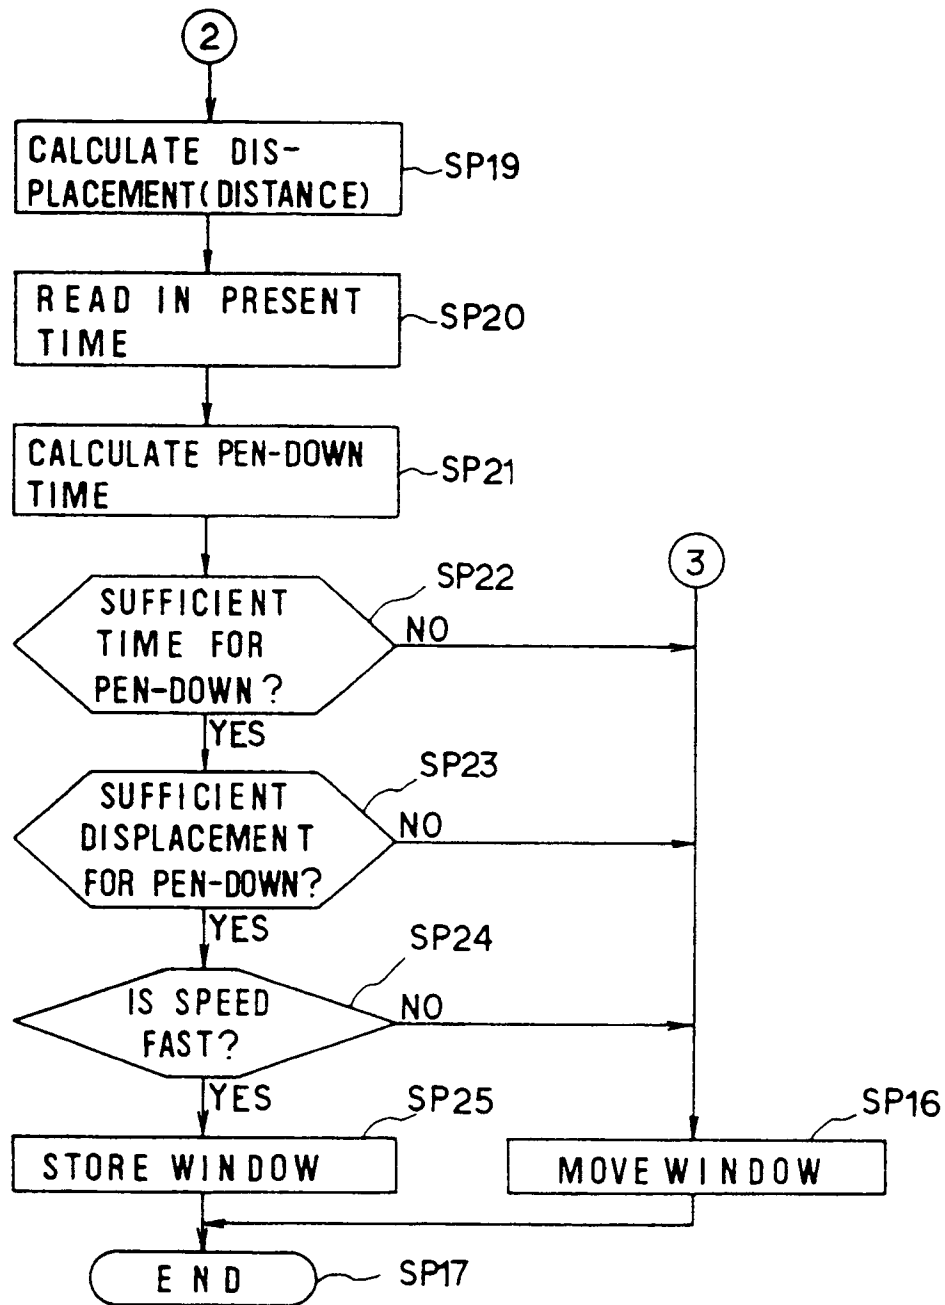 2
CALCULATE DIS-
PLACEMENT(DISTANCE)
SP19
READ IN PRESENT
TIME
SP20
CALCULATE PEN-DOWN
TIME
SP21
3
SP22
SUFFICIENT
TIME FOR
PEN-DOWN?
NO
YES
SP23
SUFFICIENT
DISPLACEMENT
FOR PEN-DOWN?
NO
YES
SP24
IS SPEED
FAST?
NO
YES
SP25
STORE WINDOW
SP16
MOVE WINDOW
END
SP17